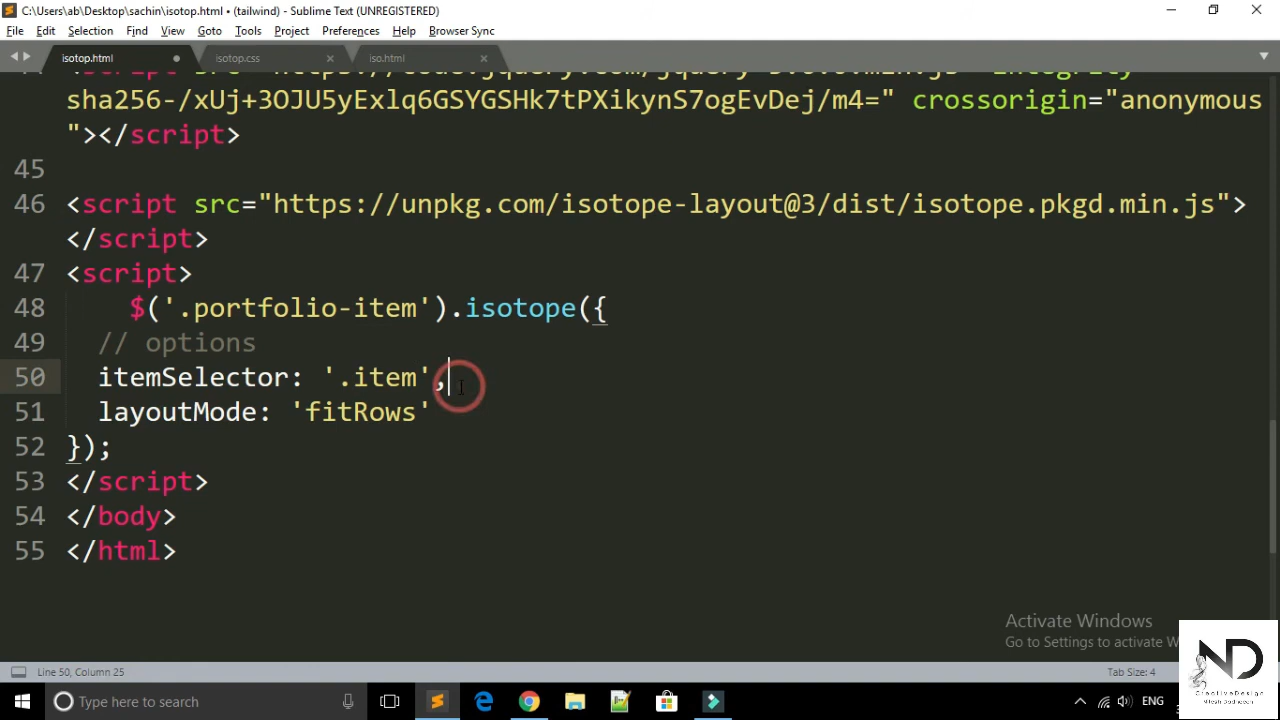 C:\Users\ab\Desktop\sachin\isotop.html • (tailwind) - Sublime Text (UNREGISTERED)
File Edit Selection Find View Goto Tools Project Preferences Help Browser Sync
isotop.html isotop.css iso.html
sha256-/xUj+3OJU5yExlq6GSYGSHk7tPXikynS7ogEvDej/m4=" crossorigin="anonymous
"></script>
45
46 <script src="https://unpkg.com/isotope-layout@3/dist/isotope.pkgd.min.js">
</script>
47 <script>
48 $('.portfolio-item').isotope({
49 // options
50 itemSelector: '.item',
51 layoutMode: 'fitRows'
52 });
53 </script>
54 </body>
55 </html>
Activate Windows
Go to Settings to activate W
ND
CreativeDesign
Line 50, Column 25
Tab Size: 4
Type here to search
ENG